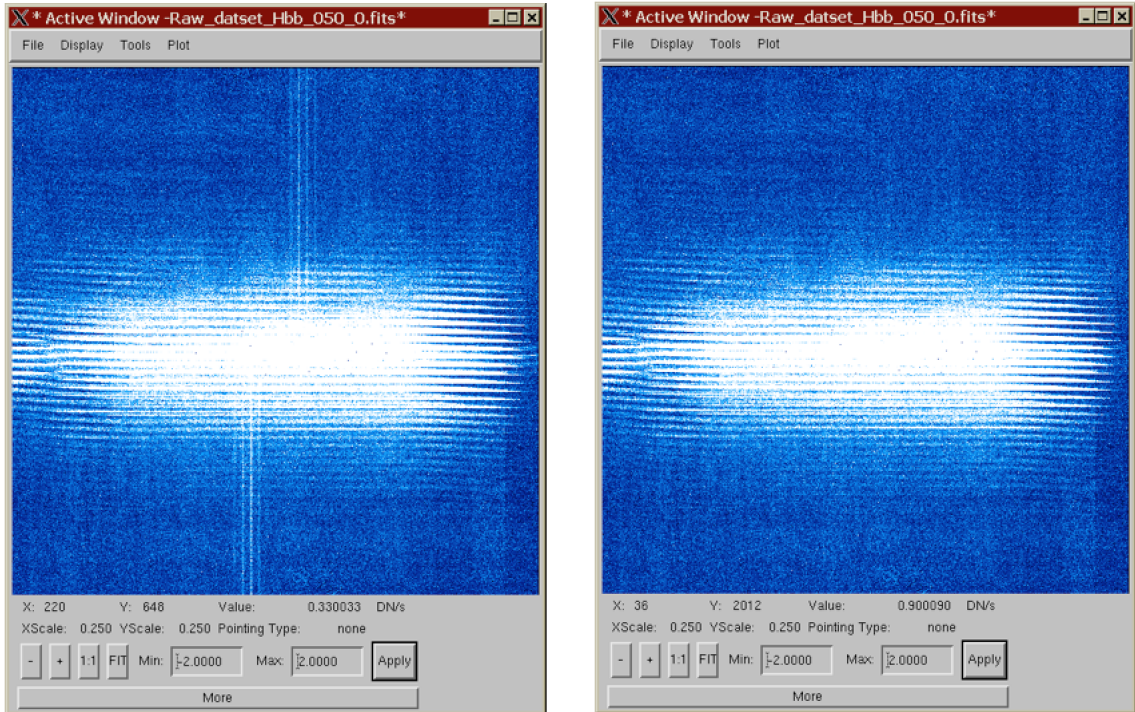 * Active Window -Raw_datset_Hbb_050_0.fits*
File Display Tools Plot
X: 220 Y: 648 Value: 0.330033 DN/s
XScale: 0.250 YScale: 0.250 Pointing Type: none
- + 1:1 FIT Min: -2.0000 Max: 2.0000 Apply
More
* Active Window -Raw_datset_Hbb_050_0.fits*
File Display Tools Plot
X: 36 Y: 2012 Value: 0.900090 DN/s
XScale: 0.250 YScale: 0.250 Pointing Type: none
- + 1:1 FIT Min: -2.0000 Max: 2.0000 Apply
More